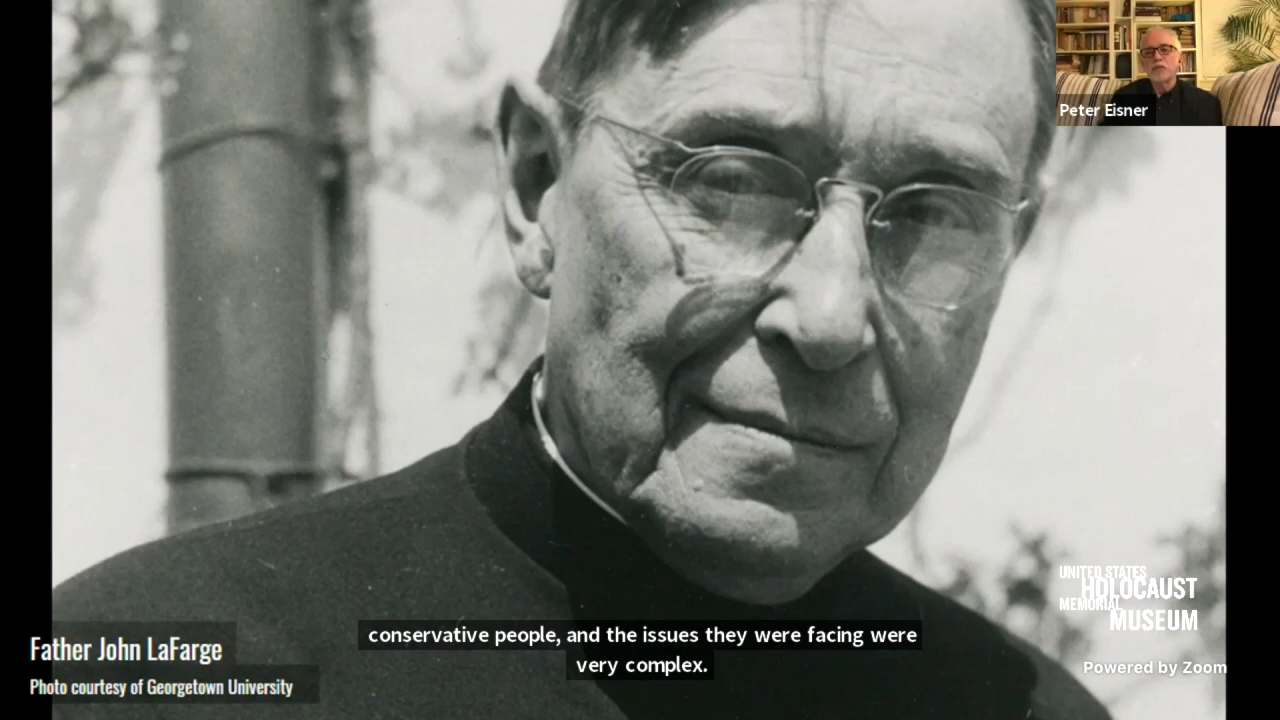 Peter Eisner
UNITED STATES
HOLOCAUST
MEMORIAL
MUSEUM
Father John LaFarge
Photo courtesy of Georgetown University
conservative people, and the issues they were facing were
very complex.
Powered by Zoom